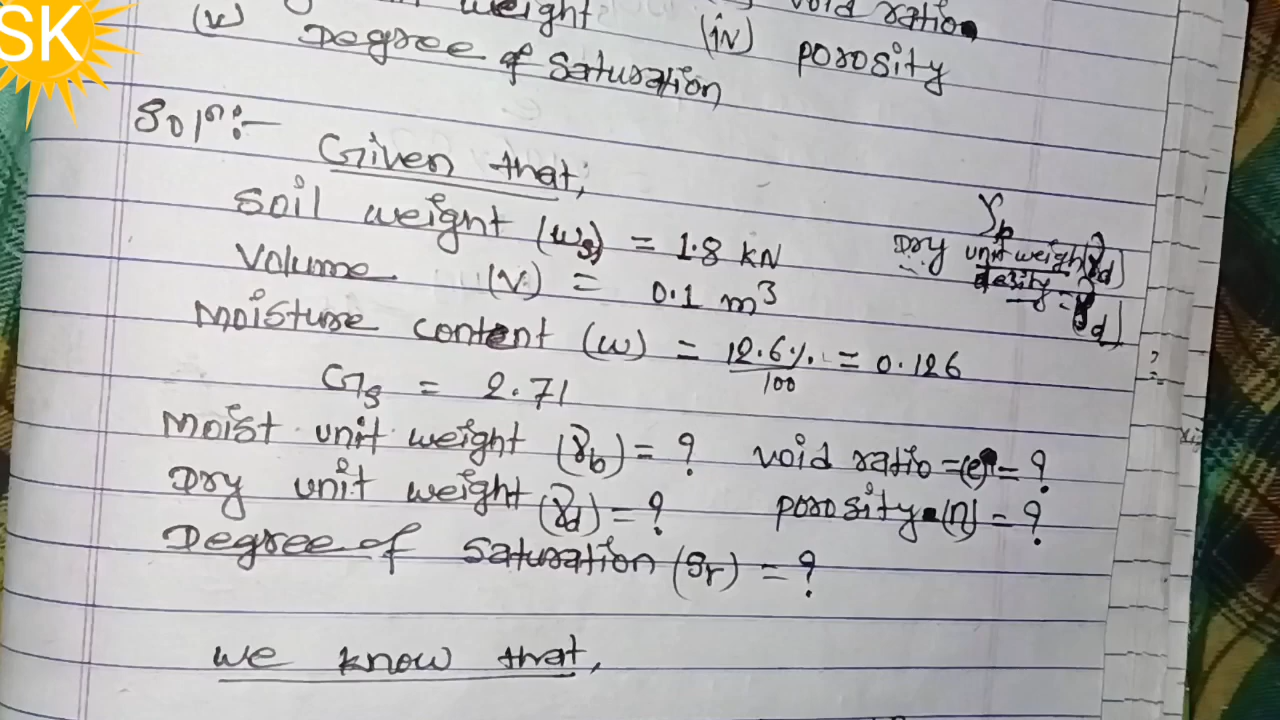 SK
weight void ratio
(v) Degree of Saturation (iv) porosity
Soln:-
Given that,
Soil weight (ws) = 1.8 kN
Volume (V) = 0.1 m3
Dry unit weight
Moisture content (w) = 12.6%/100 = 0.126
Gs = 2.71
Moist unit weight (γb) = ? void ratio =(e) = ?
Dry unit weight (γd) = ? porosity (n) = ?
Degree of saturation (Sr) = ?
we know that,